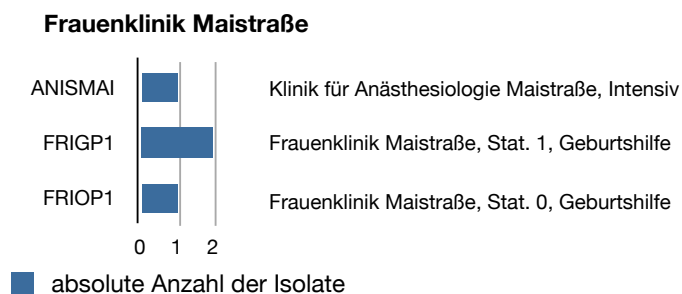 Frauenklinik Maistraße
ANISMAI Klinik für Anästhesiologie Maistraße, Intensiv
FRIGP1 Frauenklinik Maistraße, Stat. 1, Geburtshilfe
FRIOP1 Frauenklinik Maistraße, Stat. 0, Geburtshilfe
0 1 2
absolute Anzahl der Isolate